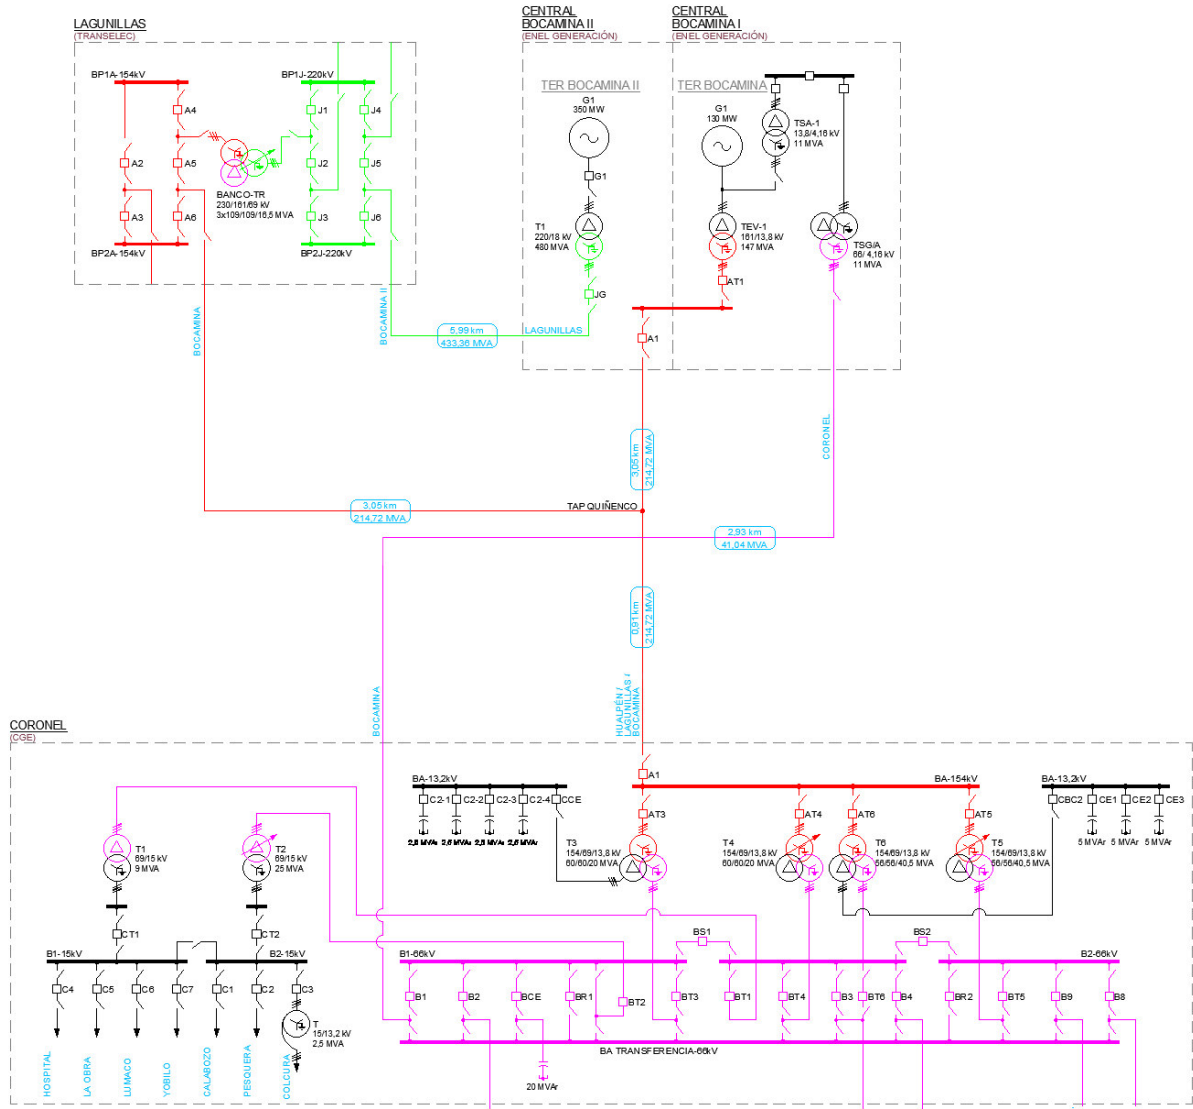 LAGUNILLAS
(TRANSELEC)
BP1A-154kV
BP1J-220kV
A4
J1
J4
A2
A5
J2
J5
BANCO-TR
230/161/69 kV
3x109/109/16,5 MVA
A3
A6
J3
J6
BP2A-154kV
BP2J-220kV
BOCAMINA
BOCAMINA II
5,99 km
433,36 MVA
CENTRAL
BOCAMINA II
(ENEL GENERACIÓN)
TER BOCAMINA II
G1
350 MW
G1
T1
220/18 kV
480 MVA
JG
LAGUNILLAS
CENTRAL
BOCAMINA I
(ENEL GENERACIÓN)
TER BOCAMINA
G1
130 MW
TSA-1
13,8/4,16 kV
11 MVA
TEV-1
161/13,8 kV
147 MVA
TSG/A
66/ 4,16 kV
11 MVA
AT1
A1
CORONEL
3,05 km
214,72 MVA
3,05 km
214,72 MVA
TAP QUIÑENCO
2,93 km
41,04 MVA
0,91 km
214,72 MVA
BOCAMINA
HUALPÉN /
LAGUNILLAS /
BOCAMINA
CORONEL
(CGE)
A1
BA-13,2kV
BA-154kV
BA-13,2kV
C2-1
C2-2
C2-3
C2-4
CCE
AT3
AT4
AT6
AT5
CBC2
CE1
CE2
CE3
2,5 MVAr
2,5 MVAr
2,5 MVAr
2,5 MVAr
5 MVAr
5 MVAr
5 MVAr
T1
69/15 kV
9 MVA
T2
69/15 kV
25 MVA
T3
154/69/13,8 kV
60/60/20 MVA
T4
154/69/13,8 kV
60/60/20 MVA
T6
154/69/13,8 kV
56/56/40,5 MVA
T5
154/69/13,8 kV
56/56/40,5 MVA
CT1
CT2
B1-15kV
B2-15kV
C4
C5
C6
C7
C1
C2
C3
T
15/13,2 kV
2,5 MVA
HOSPITAL
LA OBRA
LUMACO
YOBILO
CALABOZO
PESQUERA
COLCURA
BS1
BS2
B1-66kV
B2-66kV
B1
B2
BCE
BR1
BT2
BT3
BT1
BT4
B3
BT6
B4
BR2
BT5
B9
B8
BA TRANSFERENCIA-66kV
20 MVAr